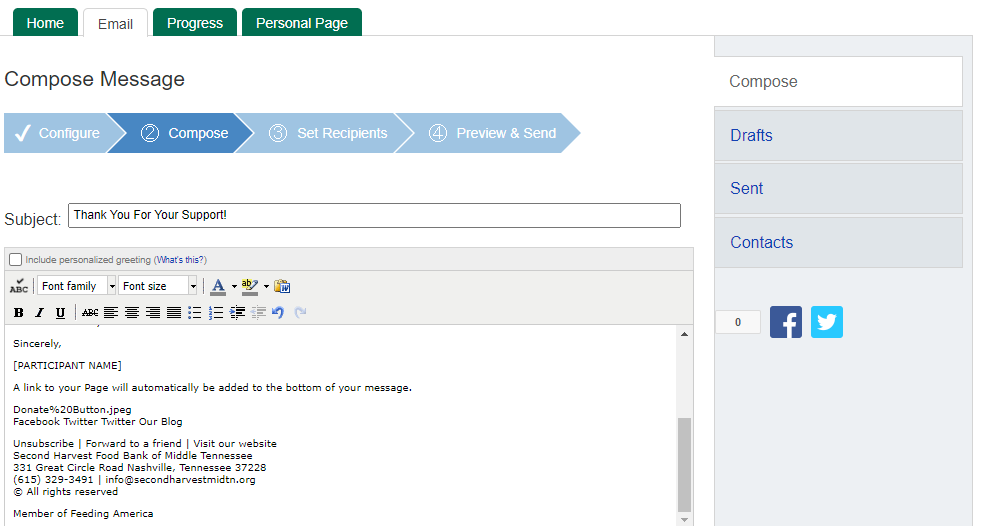 Home Email Progress Personal Page
Compose Message
Compose
✓ Configure ② Compose ③ Set Recipients ④ Preview & Send
Drafts
Sent
Subject: Thank You For Your Support!
Contacts
Include personalized greeting (What's this?)
ABC Font family Font size A ab W
B I U ABC
0
Sincerely,
[PARTICIPANT NAME]
A link to your Page will automatically be added to the bottom of your message.
Donate%20Button.jpeg
Facebook Twitter Twitter Our Blog
Unsubscribe | Forward to a friend | Visit our website
Second Harvest Food Bank of Middle Tennessee
331 Great Circle Road Nashville, Tennessee 37228
(615) 329-3491 | info@secondharvestmidtn.org
© All rights reserved
Member of Feeding America